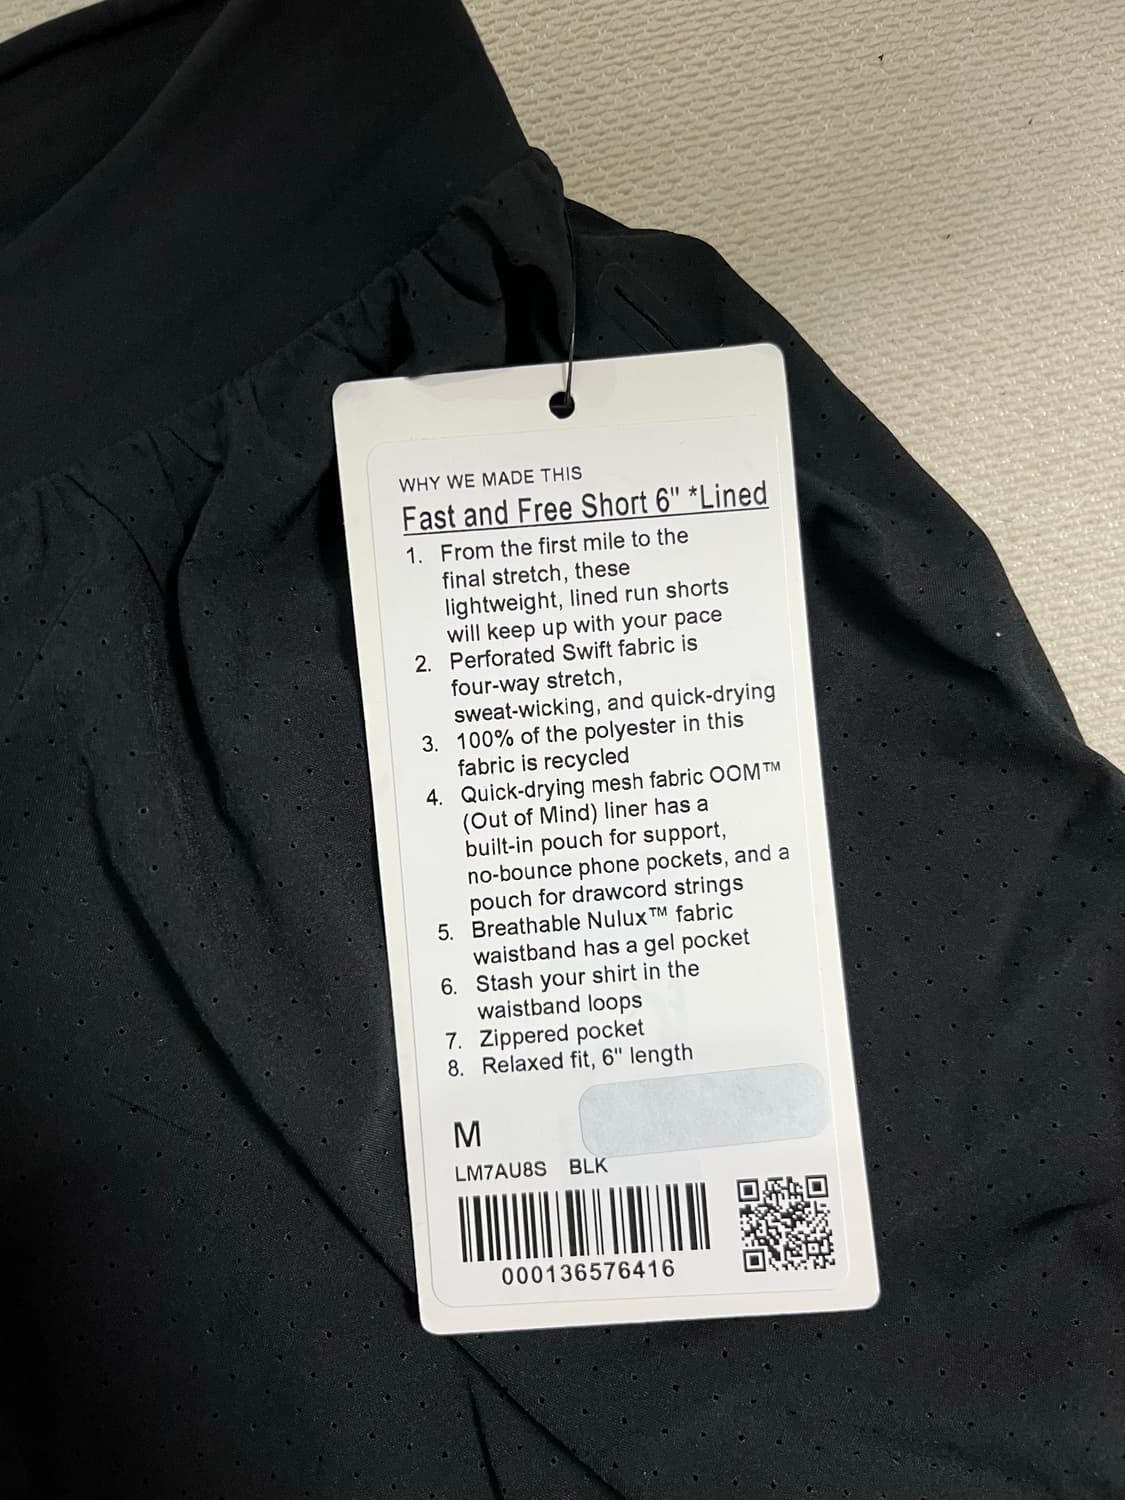 WHY WE MADE THIS
Fast and Free Short 6" *Lined
1. From the first mile to the
final stretch, these
lightweight, lined run shorts
will keep up with your pace
2. Perforated Swift fabric is
four-way stretch,
sweat-wicking, and quick-drying
3. 100% of the polyester in this
fabric is recycled
4. Quick-drying mesh fabric OOM™
(Out of Mind) liner has a
built-in pouch for support,
no-bounce phone pockets, and a
pouch for drawcord strings
5. Breathable Nulux™ fabric
waistband has a gel pocket
6. Stash your shirt in the
waistband loops
7. Zippered pocket
8. Relaxed fit, 6" length
M
LM7AU8S BLK
000136576416